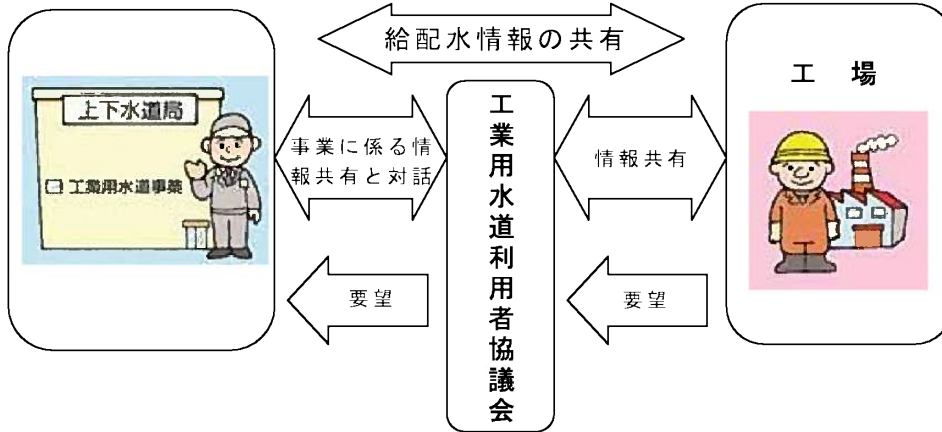 給配水情報の共有
上下水道局
工業用水道事業
事業に係る情
報共有と対話
要望
工業用水道利用者協議会
情報共有
要望
工場